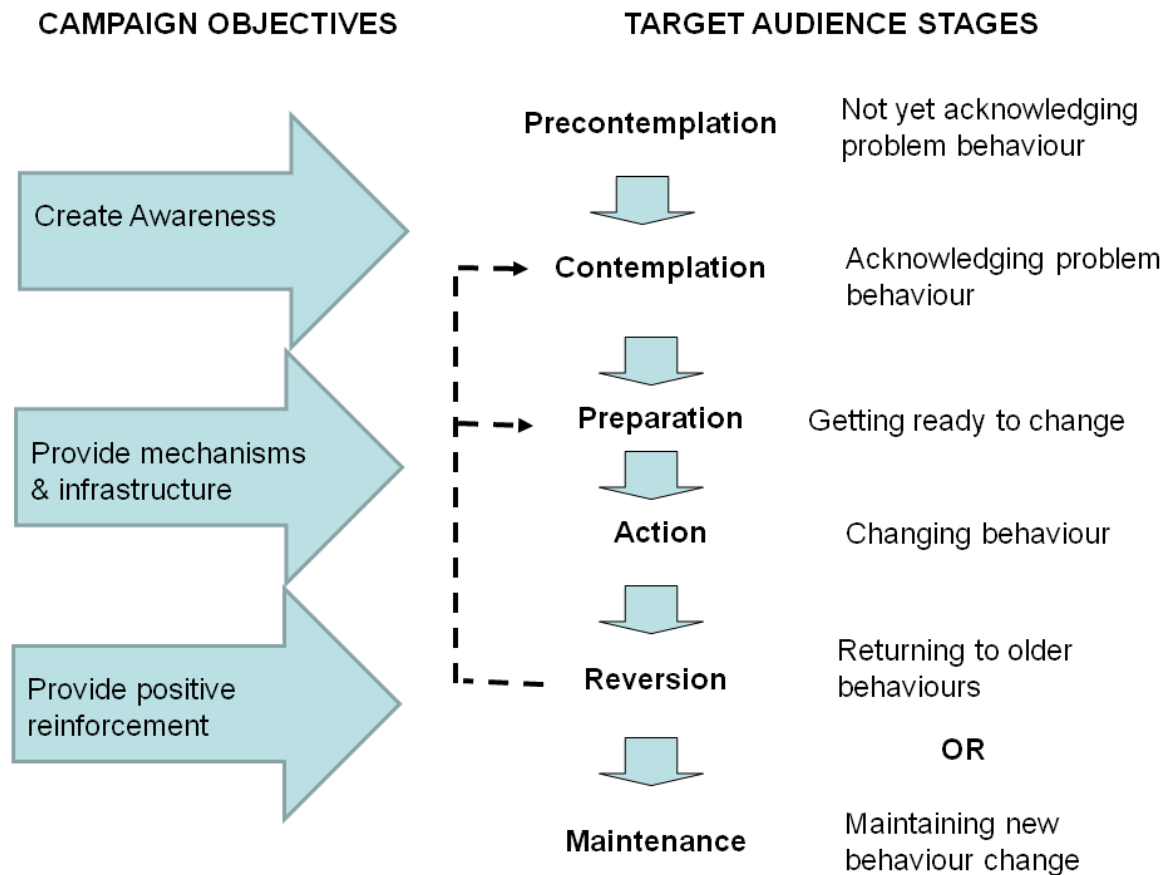 CAMPAIGN OBJECTIVES
TARGET AUDIENCE STAGES
Create Awareness
Provide mechanisms
& infrastructure
Provide positive
reinforcement
Precontemplation
Not yet acknowledging
problem behaviour
Contemplation
Acknowledging problem
behaviour
Preparation
Getting ready to change
Action
Changing behaviour
Reversion
Returning to older
behaviours
OR
Maintenance
Maintaining new
behaviour change